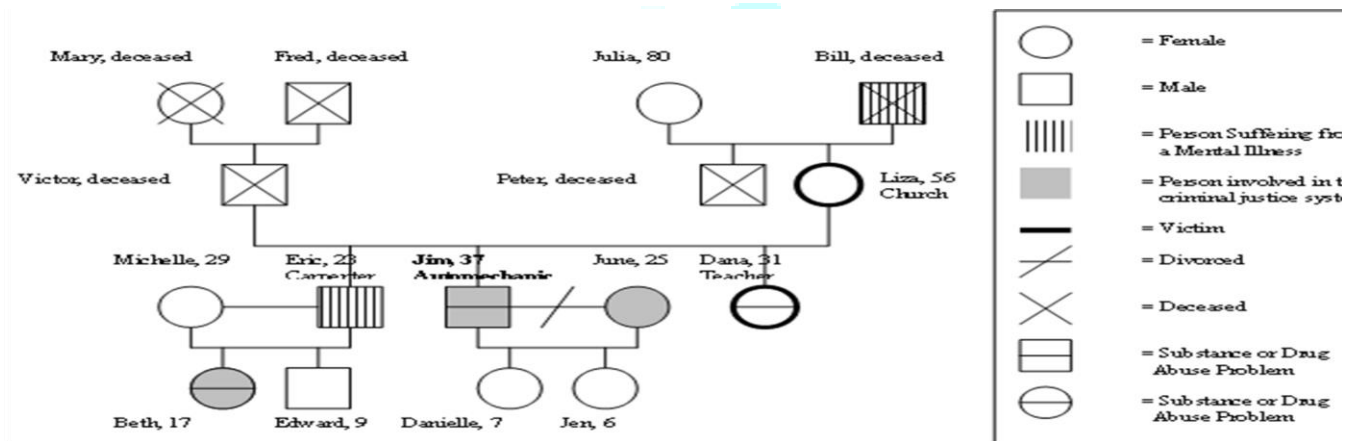 Mary, deceased
Fred, deceased
Julia, 80
Bill, deceased
Victor, deceased
Peter, deceased
Liza, 56
Church
Michelle, 29
Eric, 23
Carpenter
Jim, 37
Automechanic
June, 25
Dana, 31
Teacher
Beth, 17
Edward, 9
Danielle, 7
Jen, 6
= Female
= Male
= Person Suffering
a Mental Illness
= Person involved in
criminal justice
= Victim
= Divorced
= Deceased
= Substance or Drug
Abuse Problem
= Substance or Drug
Abuse Problem